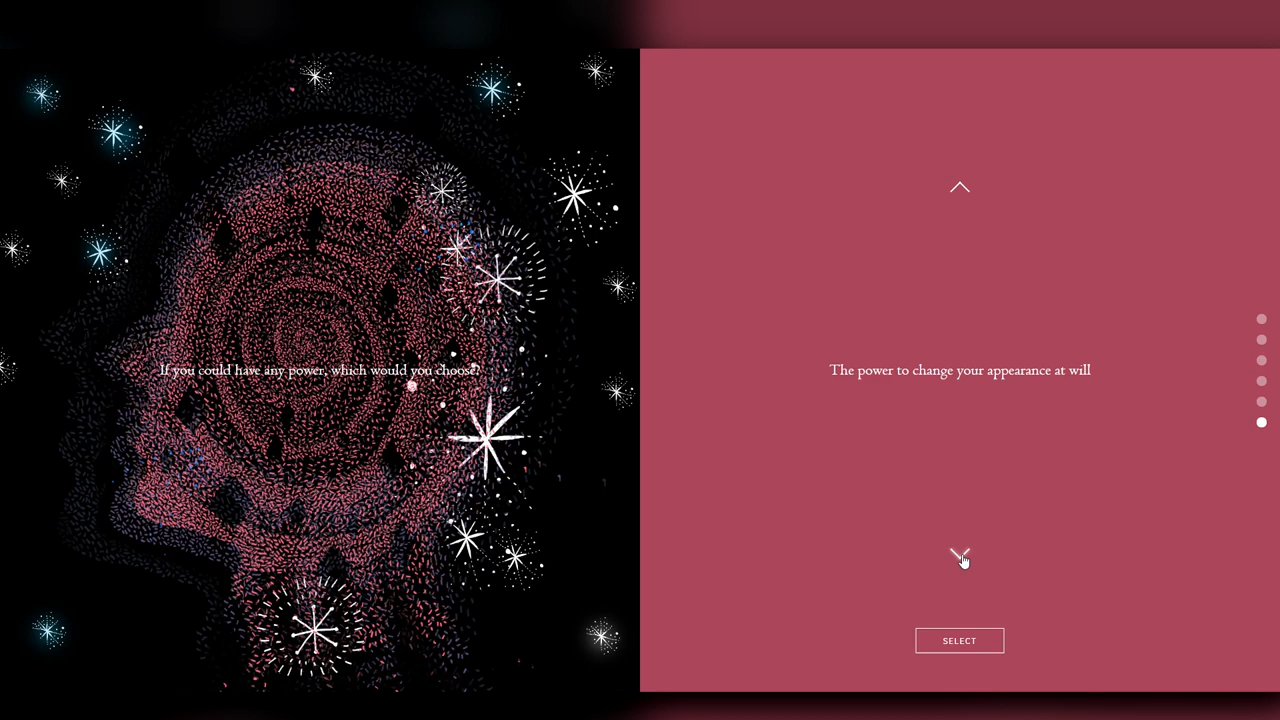 If you could have any power, which would you choose?
The power to change your appearance at will
SELECT